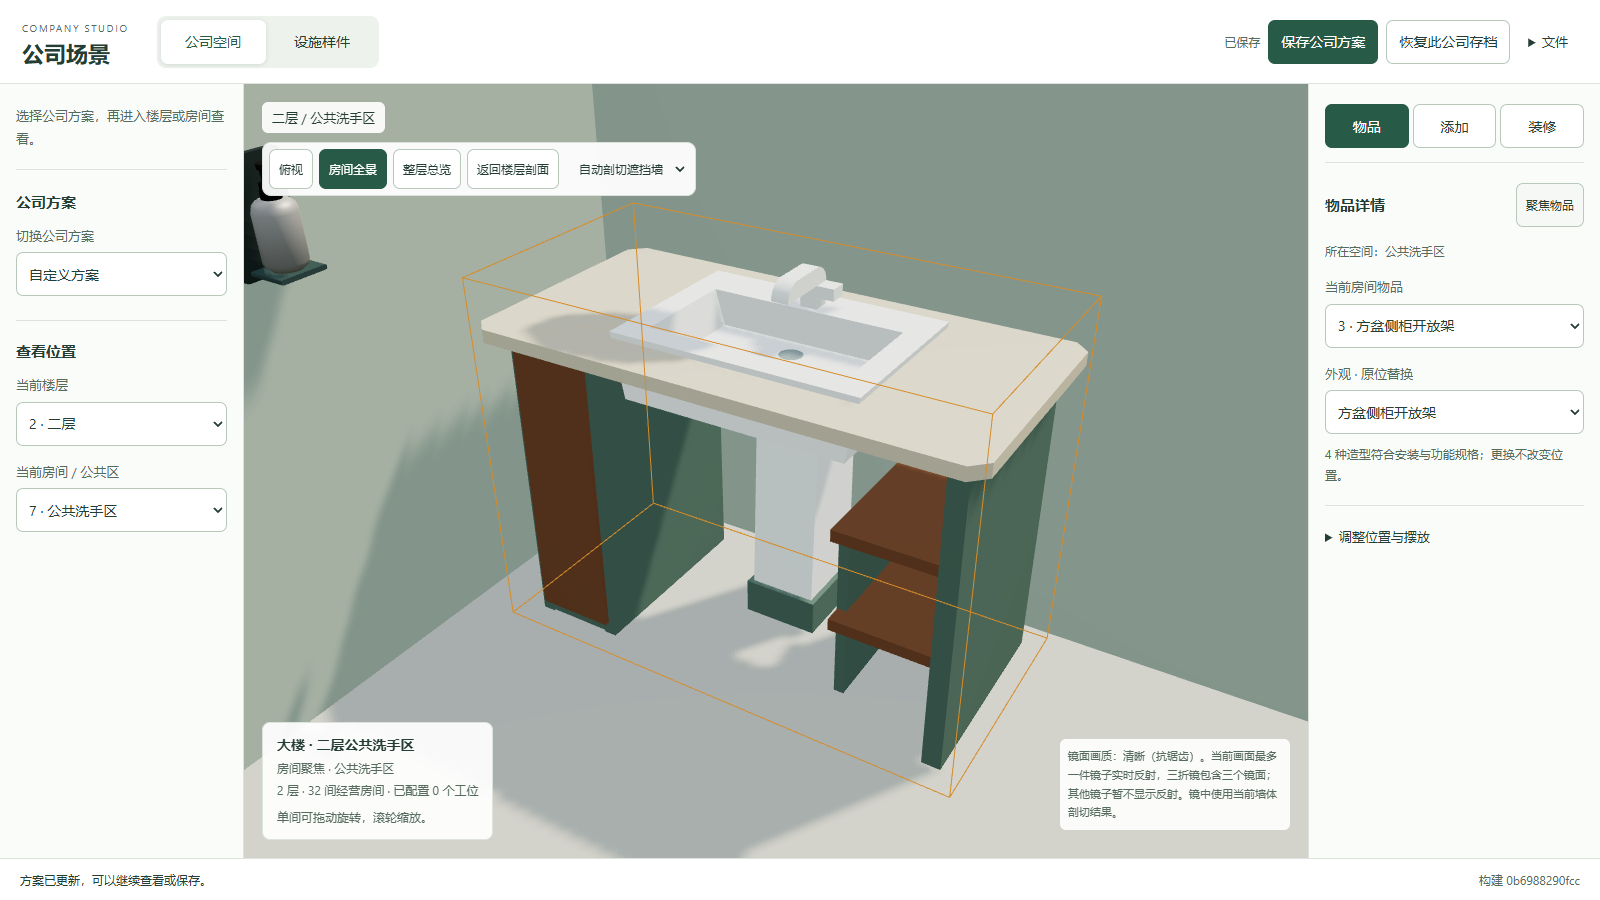 COMPANY STUDIO
公司场景
公司空间
设施样件
已保存
保存公司方案
恢复此公司存档
▶ 文件
选择公司方案，再进入楼层或房间查
看。
公司方案
切换公司方案
自定义方案
查看位置
当前楼层
2 · 二层
当前房间 / 公共区
7 · 公共洗手区
二层 / 公共洗手区
俯视
房间全景
整层总览
返回楼层剖面
自动剖切遮挡墙
大楼 · 二层公共洗手区
房间聚焦 · 公共洗手区
2 层 · 32 间经营房间 · 已配置 0 个工位
单间可拖动旋转，滚轮缩放。
镜面画质：清晰（抗锯齿）。当前画面最多
一件镜子实时反射，三折镜包含三个镜面；
其他镜子暂不显示反射。镜中使用当前墙体
剖切结果。
物品
添加
装修
物品详情
聚焦物品
所在空间：公共洗手区
当前房间物品
3 · 方盆侧柜开放架
外观 · 原位替换
方盆侧柜开放架
4 种造型符合安装与功能规格；更换不改变位
置。
▶ 调整位置与摆放
方案已更新，可以继续查看或保存。
构建 0b6988290fcc